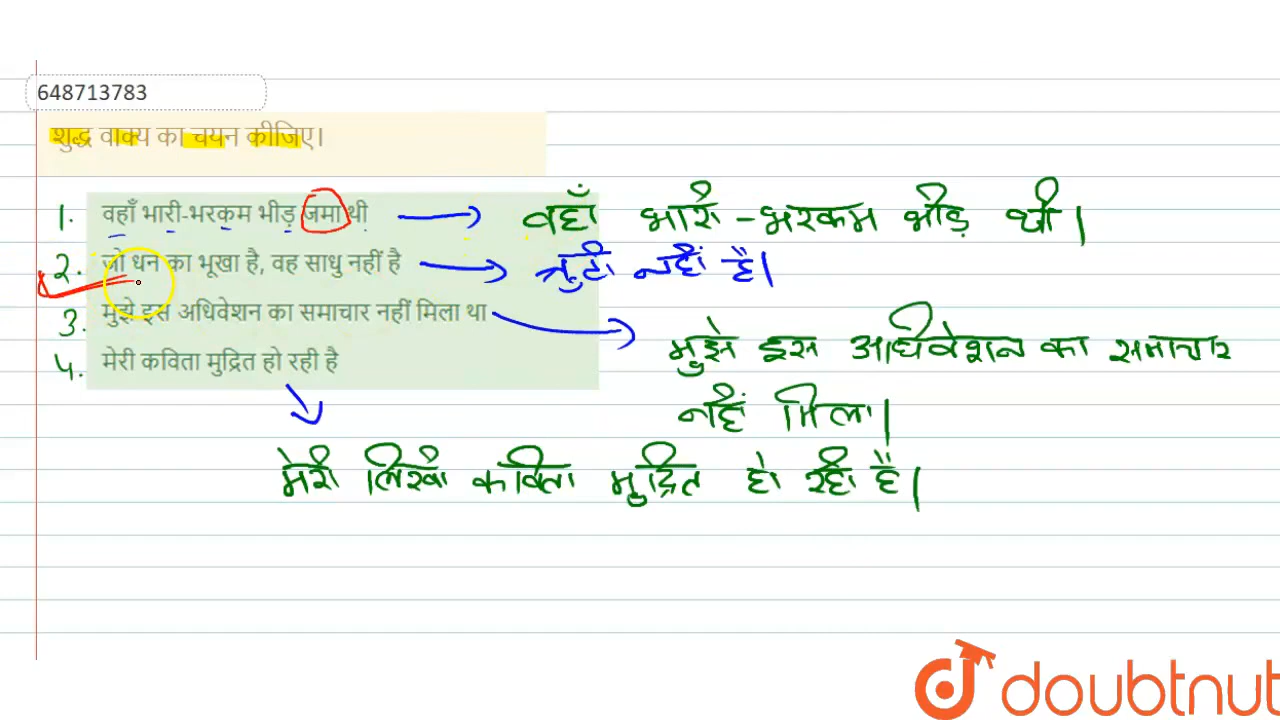 648713783
शुद्ध वाक्य का चयन कीजिए।
1. वहाँ भारी-भरकम भीड़ जमा थी → वहाँ भारी-भरकम भीड़ थी।
2. जो धन का भूखा है, वह साधु नहीं है → त्रुटी नहीं है।
3. मुझे इस अधिवेशन का समाचार नहीं मिला था
मुझे इस अधिवेशन का समाचार
4. मेरी कविता मुद्रित हो रही है
नहीं मिला।
मेरी लिखी कविता मुद्रित हो रही है।
doubtnut